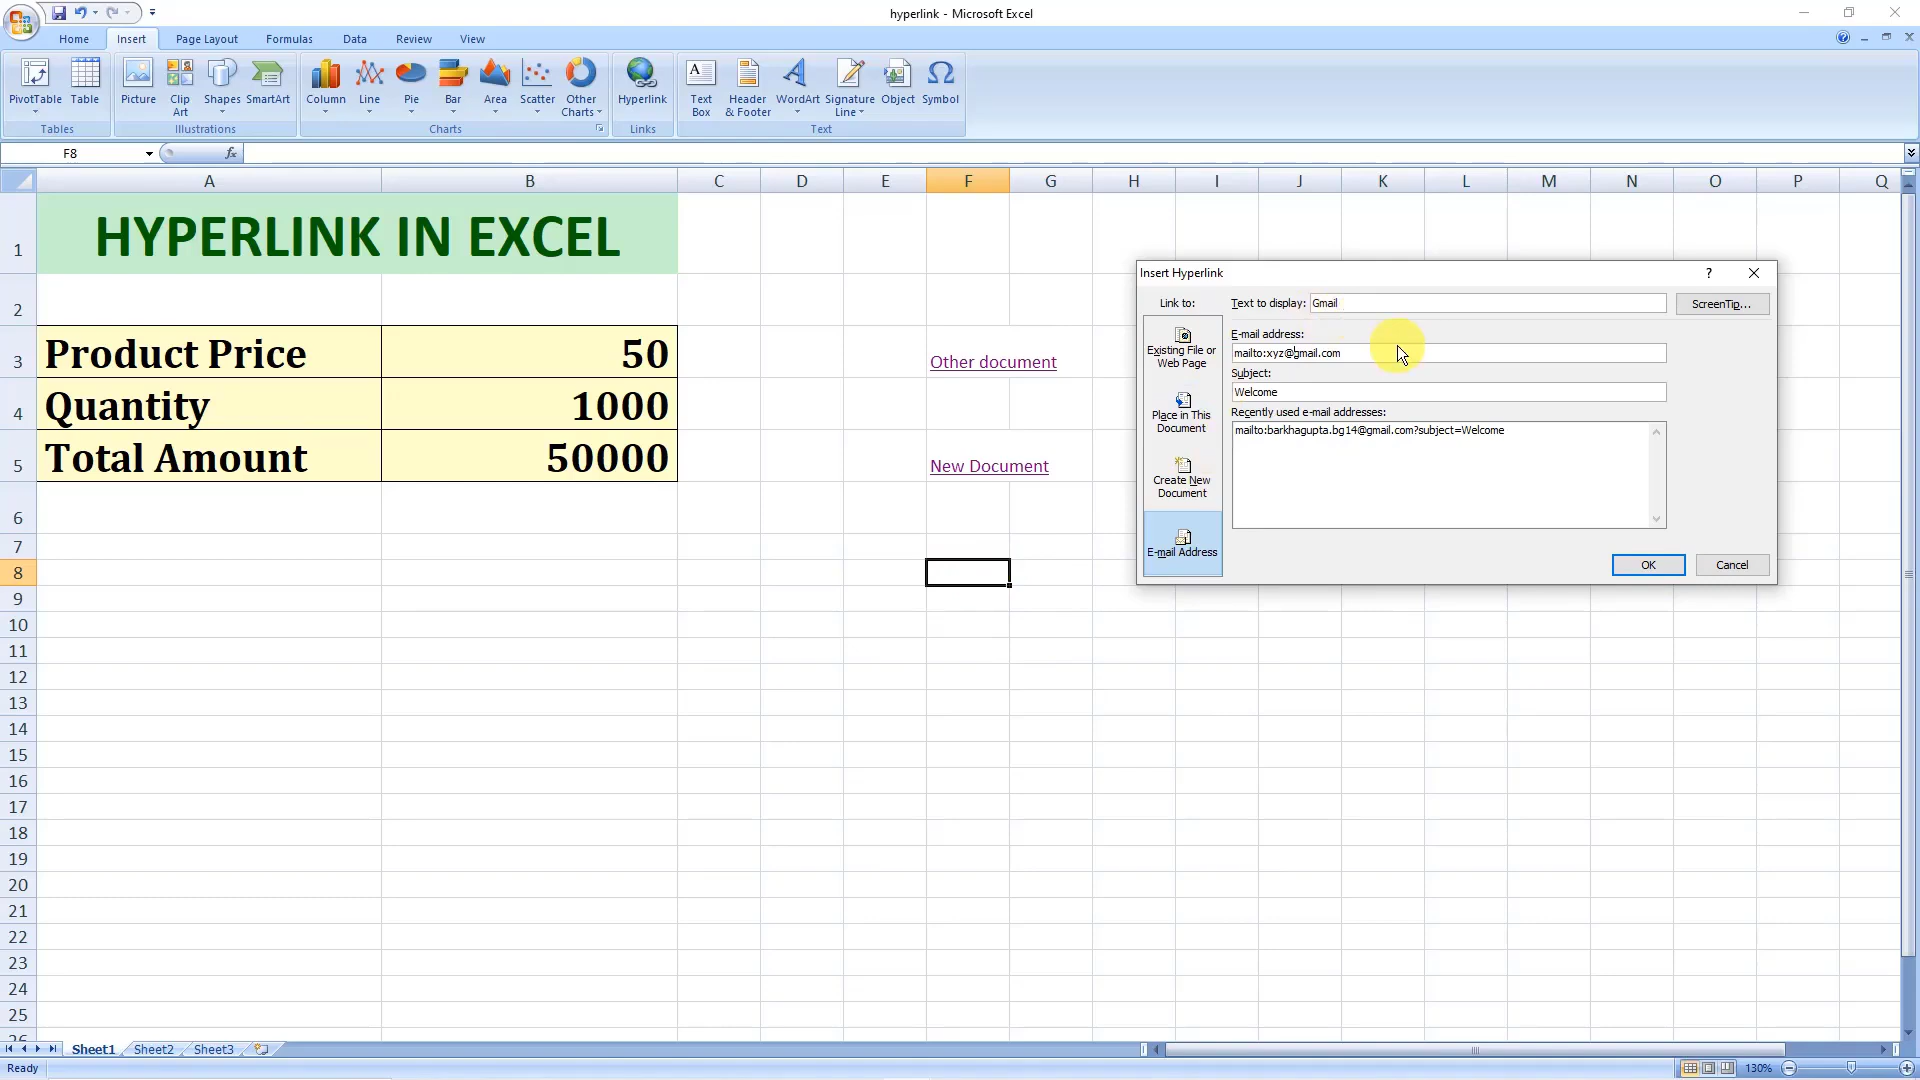 hyperlink - Microsoft Excel
Home Insert Page Layout Formulas Data Review View
PivotTable Table Picture Clip Art Shapes SmartArt Column Line Pie Bar Area Scatter Other Charts Hyperlink Text Box Header & Footer WordArt Signature Line Object Symbol
Tables Illustrations Charts Links Text
F8 fx
A B C D E F G H I J K L M N O P Q
1 HYPERLINK IN EXCEL
2
3 Product Price 50 Other document
4 Quantity 1000
5 Total Amount 50000 New Document
6
7
8
9
10
11
12
13
14
15
16
17
18
19
20
21
22
23
24
25
26
Insert Hyperlink ?
Link to: Text to display: Gmail ScreenTip...
Existing File or Web Page
Place in This Document
Create New Document
E-mail Address
E-mail address:
mailto:xyz@gmail.com
Subject:
Welcome
Recently used e-mail addresses:
mailto:barkhagupta.bg14@gmail.com?subject=Welcome
OK Cancel
Sheet1 Sheet2 Sheet3
Ready 130%